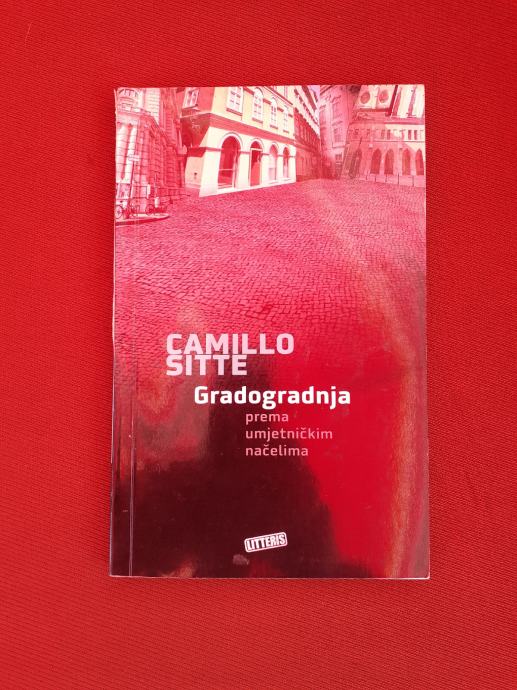 CAMILLO
SITTE
Gradogradnja
prema
umjetničkim
načelima
LITTERIS